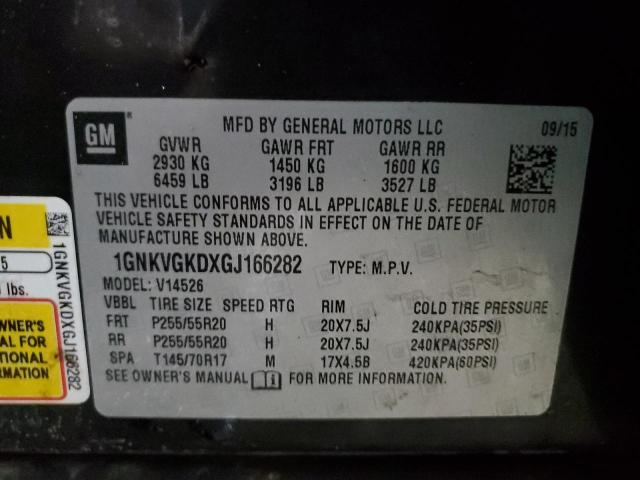 GM
®
MFD BY GENERAL MOTORS LLC 09/15
GVWR GAWR FRT GAWR RR
2930 KG 1450 KG 1600 KG
6459 LB 3196 LB 3527 LB
THIS VEHICLE CONFORMS TO ALL APPLICABLE U.S. FEDERAL MOTOR
VEHICLE SAFETY STANDARDS IN EFFECT ON THE DATE OF
MANUFACTURE SHOWN ABOVE.
1GNKVGKDXGJ166282 TYPE: M.P.V.
MODEL: V14526
VBBL TIRE SIZE SPEED RTG RIM COLD TIRE PRESSURE
FRT P255/55R20 H 20X7.5J 240KPA(35PSI)
RR P255/55R20 H 20X7.5J 240KPA(35PSI)
SPA T145/70R17 M 17X4.5B 420KPA(60PSI)
SEE OWNER'S MANUAL FOR MORE INFORMATION.
N
5
lbs.
OWNER'S
FOR
1GNKVGKDXGJ166282